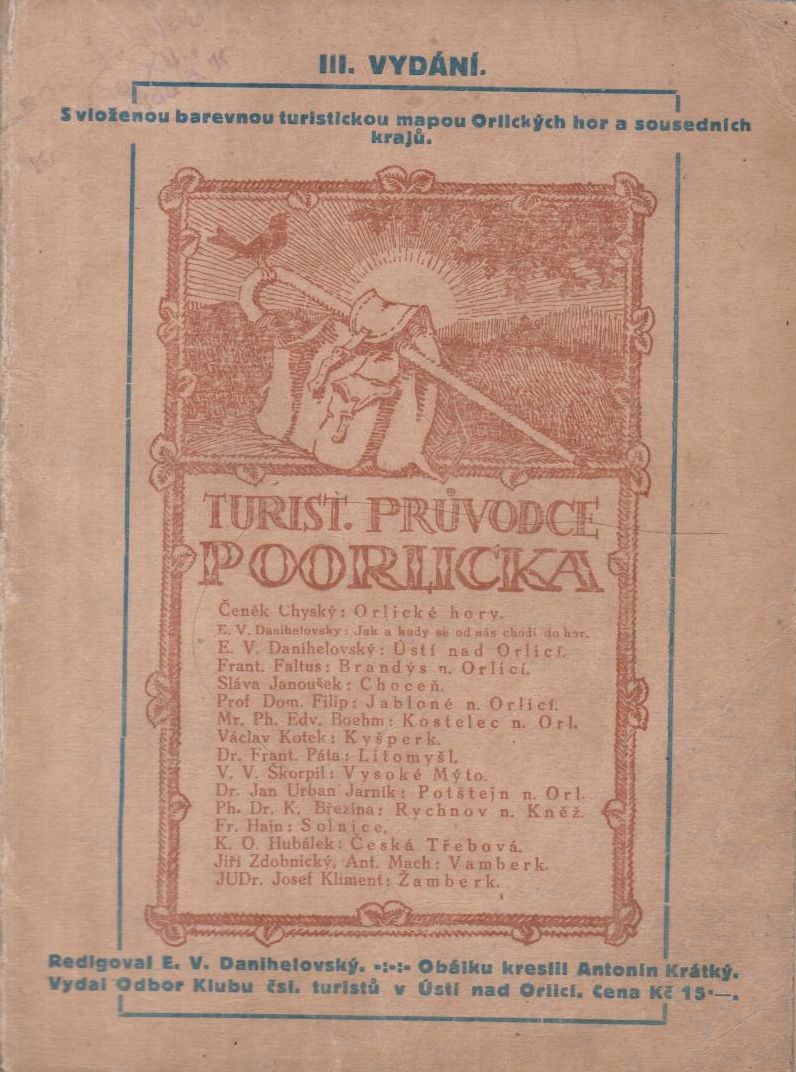 III. VYDÁNÍ.
S vloženou barevnou turistickou mapou Orlických hor a sousedních
krajů.
TURIST. PRŮVODCE
POORLICKA
Čeněk Chyský: Orlické hory.
E. V. Danihelovsky: Jak a kudy se od nás chodí do hor.
E. V. Danihelovský: Ústí nad Orlicí.
Frant. Faltus: Brandýs n. Orlicí.
Sláva Janoušek: Choceň.
Prof Dom. Filip: Jabloné n. Orlicí.
Mr. Ph. Edv. Boehm: Kostelec n. Orl.
Václav Kotek: Kyšperk.
Dr. Frant. Páta: Litomyšl.
V. V. Škorpil: Vysoké Mýto.
Dr. Jan Urban Jarník: Potštejn n. Orl.
Ph. Dr. K. Březina: Rychnov n. Kněž.
Fr. Hajn: Solnice.
K. O. Hubálek: Česká Třebová.
Jiří Zdobnický, Ant. Mach: Vamberk.
JUDr. Josef Kliment: Žamberk.
Redigoval E. V. Danihelovský. -:-:- Obálku kreslil Antonín Krátký.
Vydal Odbor Klubu čsl. turistů v Ústí nad Orlicí. Cena Kč 15·—.